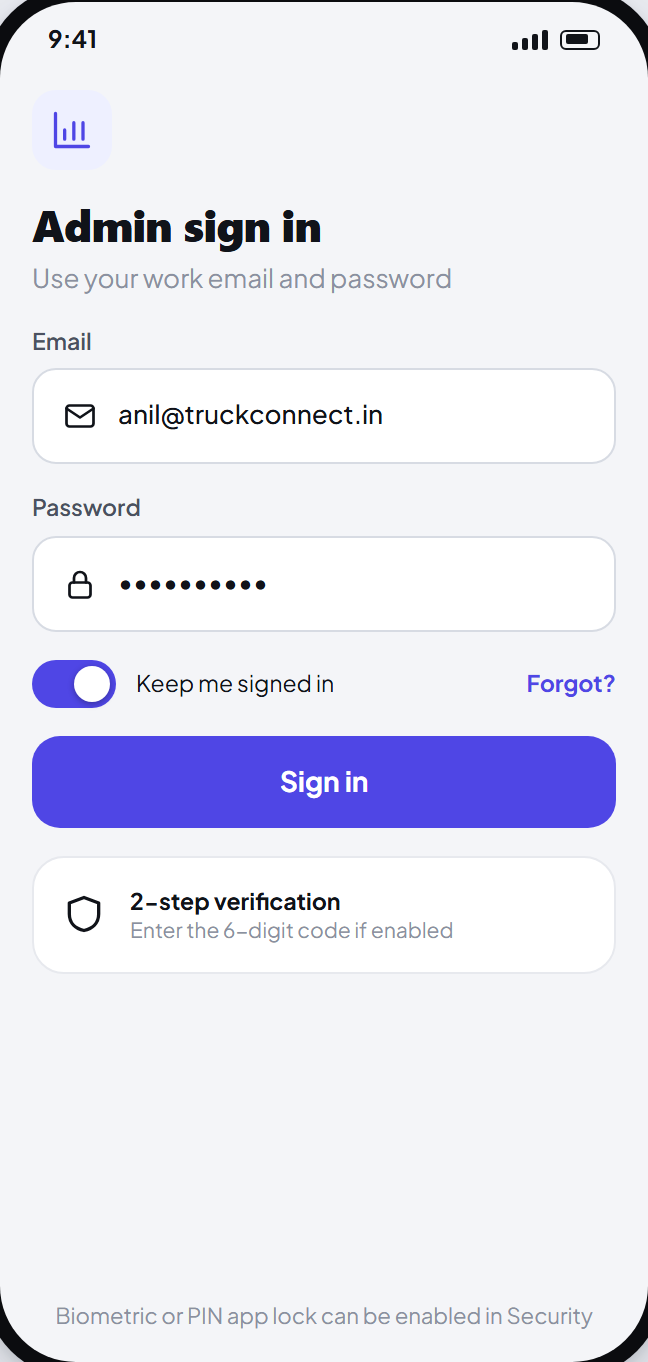 9:41
Admin sign in
Use your work email and password
Email
anil@truckconnect.in
Password
••••••••••
Keep me signed in
Forgot?
Sign in
2-step verification
Enter the 6-digit code if enabled
Biometric or PIN app lock can be enabled in Security